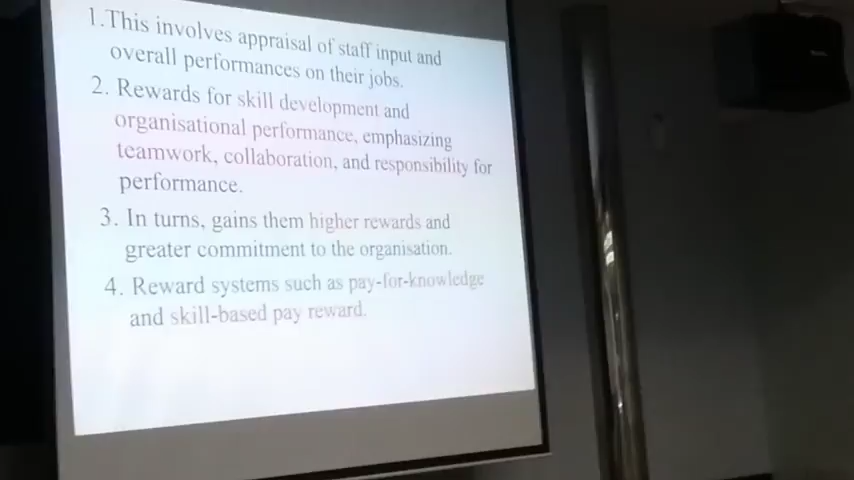 1.This involves appraisal of staff input and
overall performances on their jobs.
2. Rewards for skill development and
organisational performance, emphasizing
teamwork, collaboration, and responsibility for
performance.
3. In turns, gains them higher rewards and
greater commitment to the organisation.
4. Reward systems such as pay-for-knowledge
and skill-based pay reward.